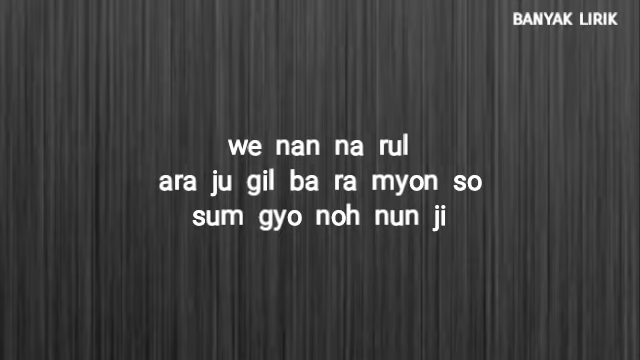 BANYAK LIRIK
we nan na rul
ara ju gil ba ra myon so
sum gyo noh nun ji